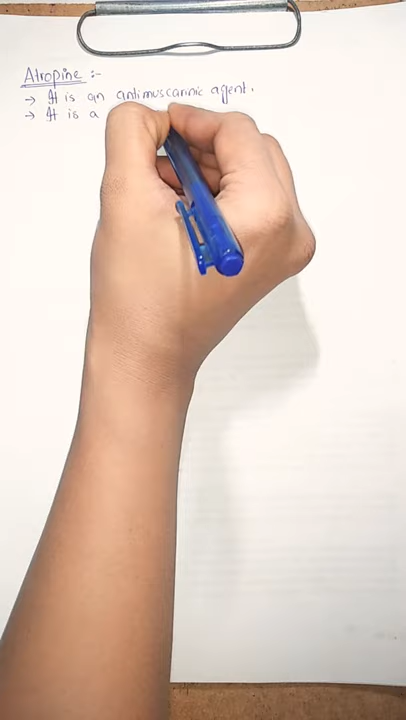 Atropine :-
→ It is an antimuscarinic agent.
→ It is a